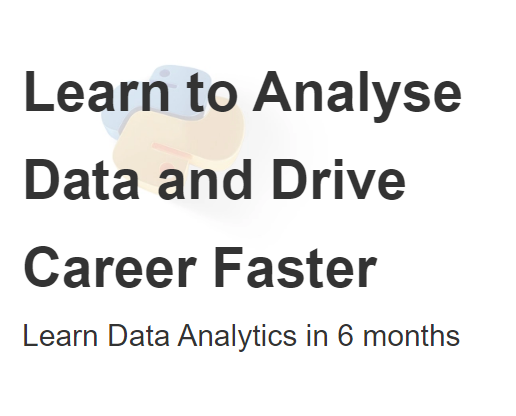 Learn to Analyse
Data and Drive
Career Faster
Learn Data Analytics in 6 months